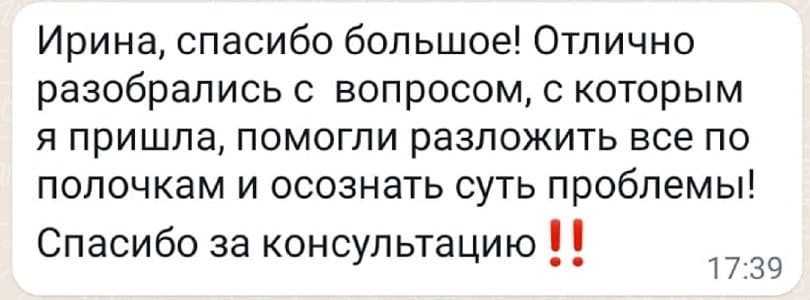 Ирина, спасибо большое! Отлично
разобрались с  вопросом, с которым
я пришла, помогли разложить все по
полочкам и осознать суть проблемы!
Спасибо за консультацию‼️
17:39